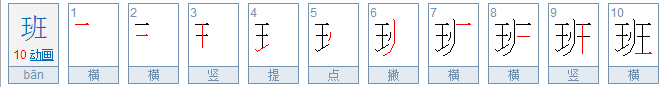 班 1 2 3 4 5 6 7 8 9 10
10 动画
bān 横 横 竖 提 点 撇 横 横 竖 横